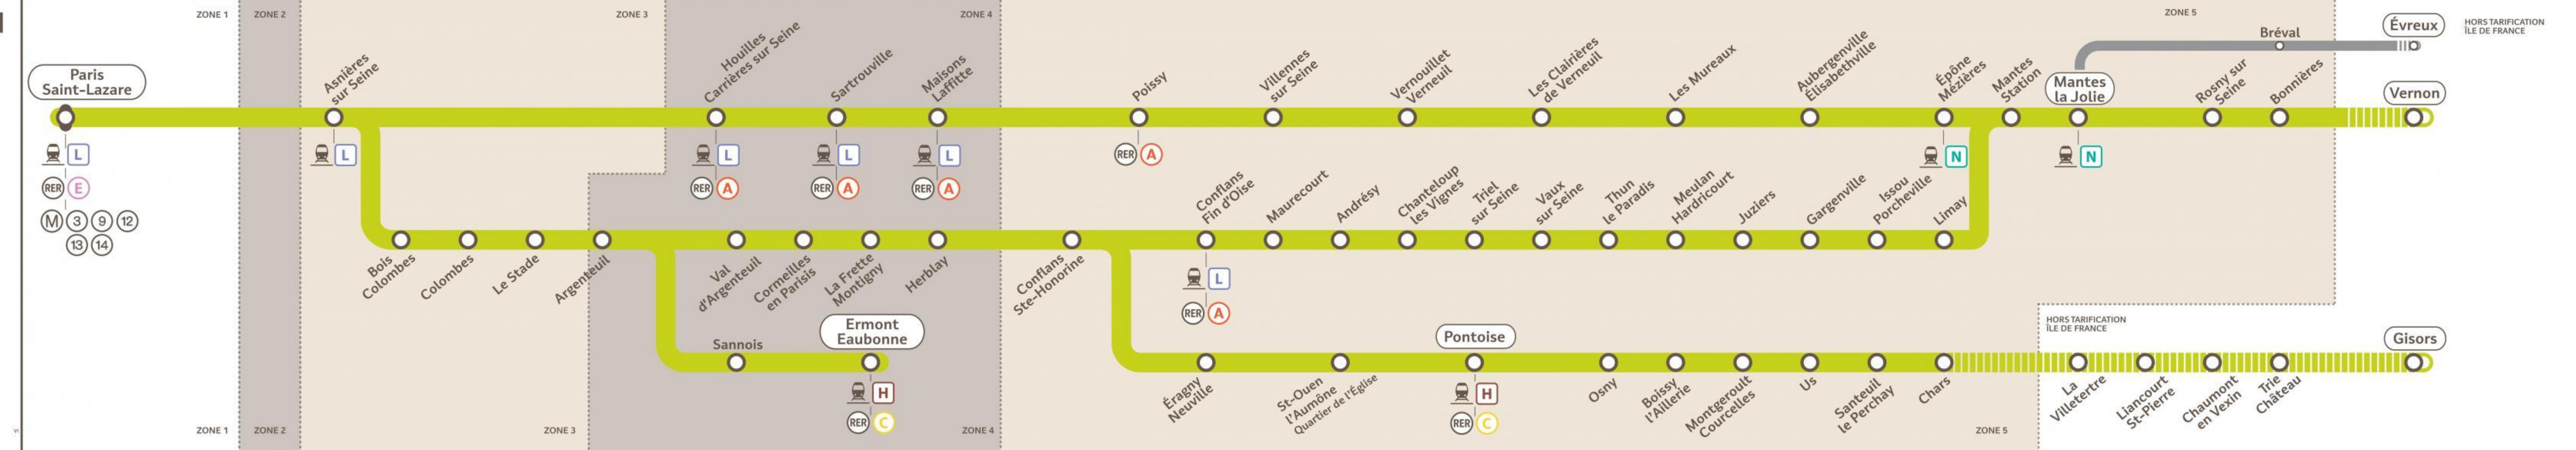 ZONE 1
ZONE 2
ZONE 3
ZONE 4
ZONE 5
Évreux
HORS TARIFICATION
ÎLE DE FRANCE
Bréval
Paris
Saint-Lazare
Asnières
sur Seine
Houilles
Carrières sur Seine
Sartrouville
Maisons
Laffitte
Poissy
Villennes
sur Seine
Vernouillet
Verneuil
Les Clairières
de Verneuil
Les Mureaux
Aubergenville
Élisabethville
Épône
Mézières
Mantes
Station
Mantes
la Jolie
Rosny sur
Seine
Bonnières
Vernon
L
RER E
M 3 9 12
13 14
L
L
RER A
L
RER A
L
RER A
RER A
N
N
Bois
Colombes
Colombes
Le Stade
Argenteuil
Val
d'Argenteuil
Cormeilles
en Parisis
La Frette
Montigny
Herblay
Conflans
Ste-Honorine
Conflans
Fin d'Oise
Maurecourt
Andrésy
Chanteloup
les Vignes
Triel
sur Seine
Vaux
sur Seine
Thun
le Paradis
Meulan
Hardricourt
Juziers
Gargenville
Issou
Porcheville
Limay
L
RER A
Sannois
Ermont
Eaubonne
H
RER C
Éragny
Neuville
St-Ouen
l'Aumône
Quartier de l'Église
Pontoise
H
RER C
Osny
Boissy
l'Aillerie
Montgeroult
Courcelles
Us
Santeuil
le Perchay
Chars
HORS TARIFICATION
ÎLE DE FRANCE
La
Villetertre
Liancourt
St-Pierre
Chaumont
en Vexin
Trie
Château
Gisors
ZONE 1
ZONE 2
ZONE 3
ZONE 4
ZONE 5